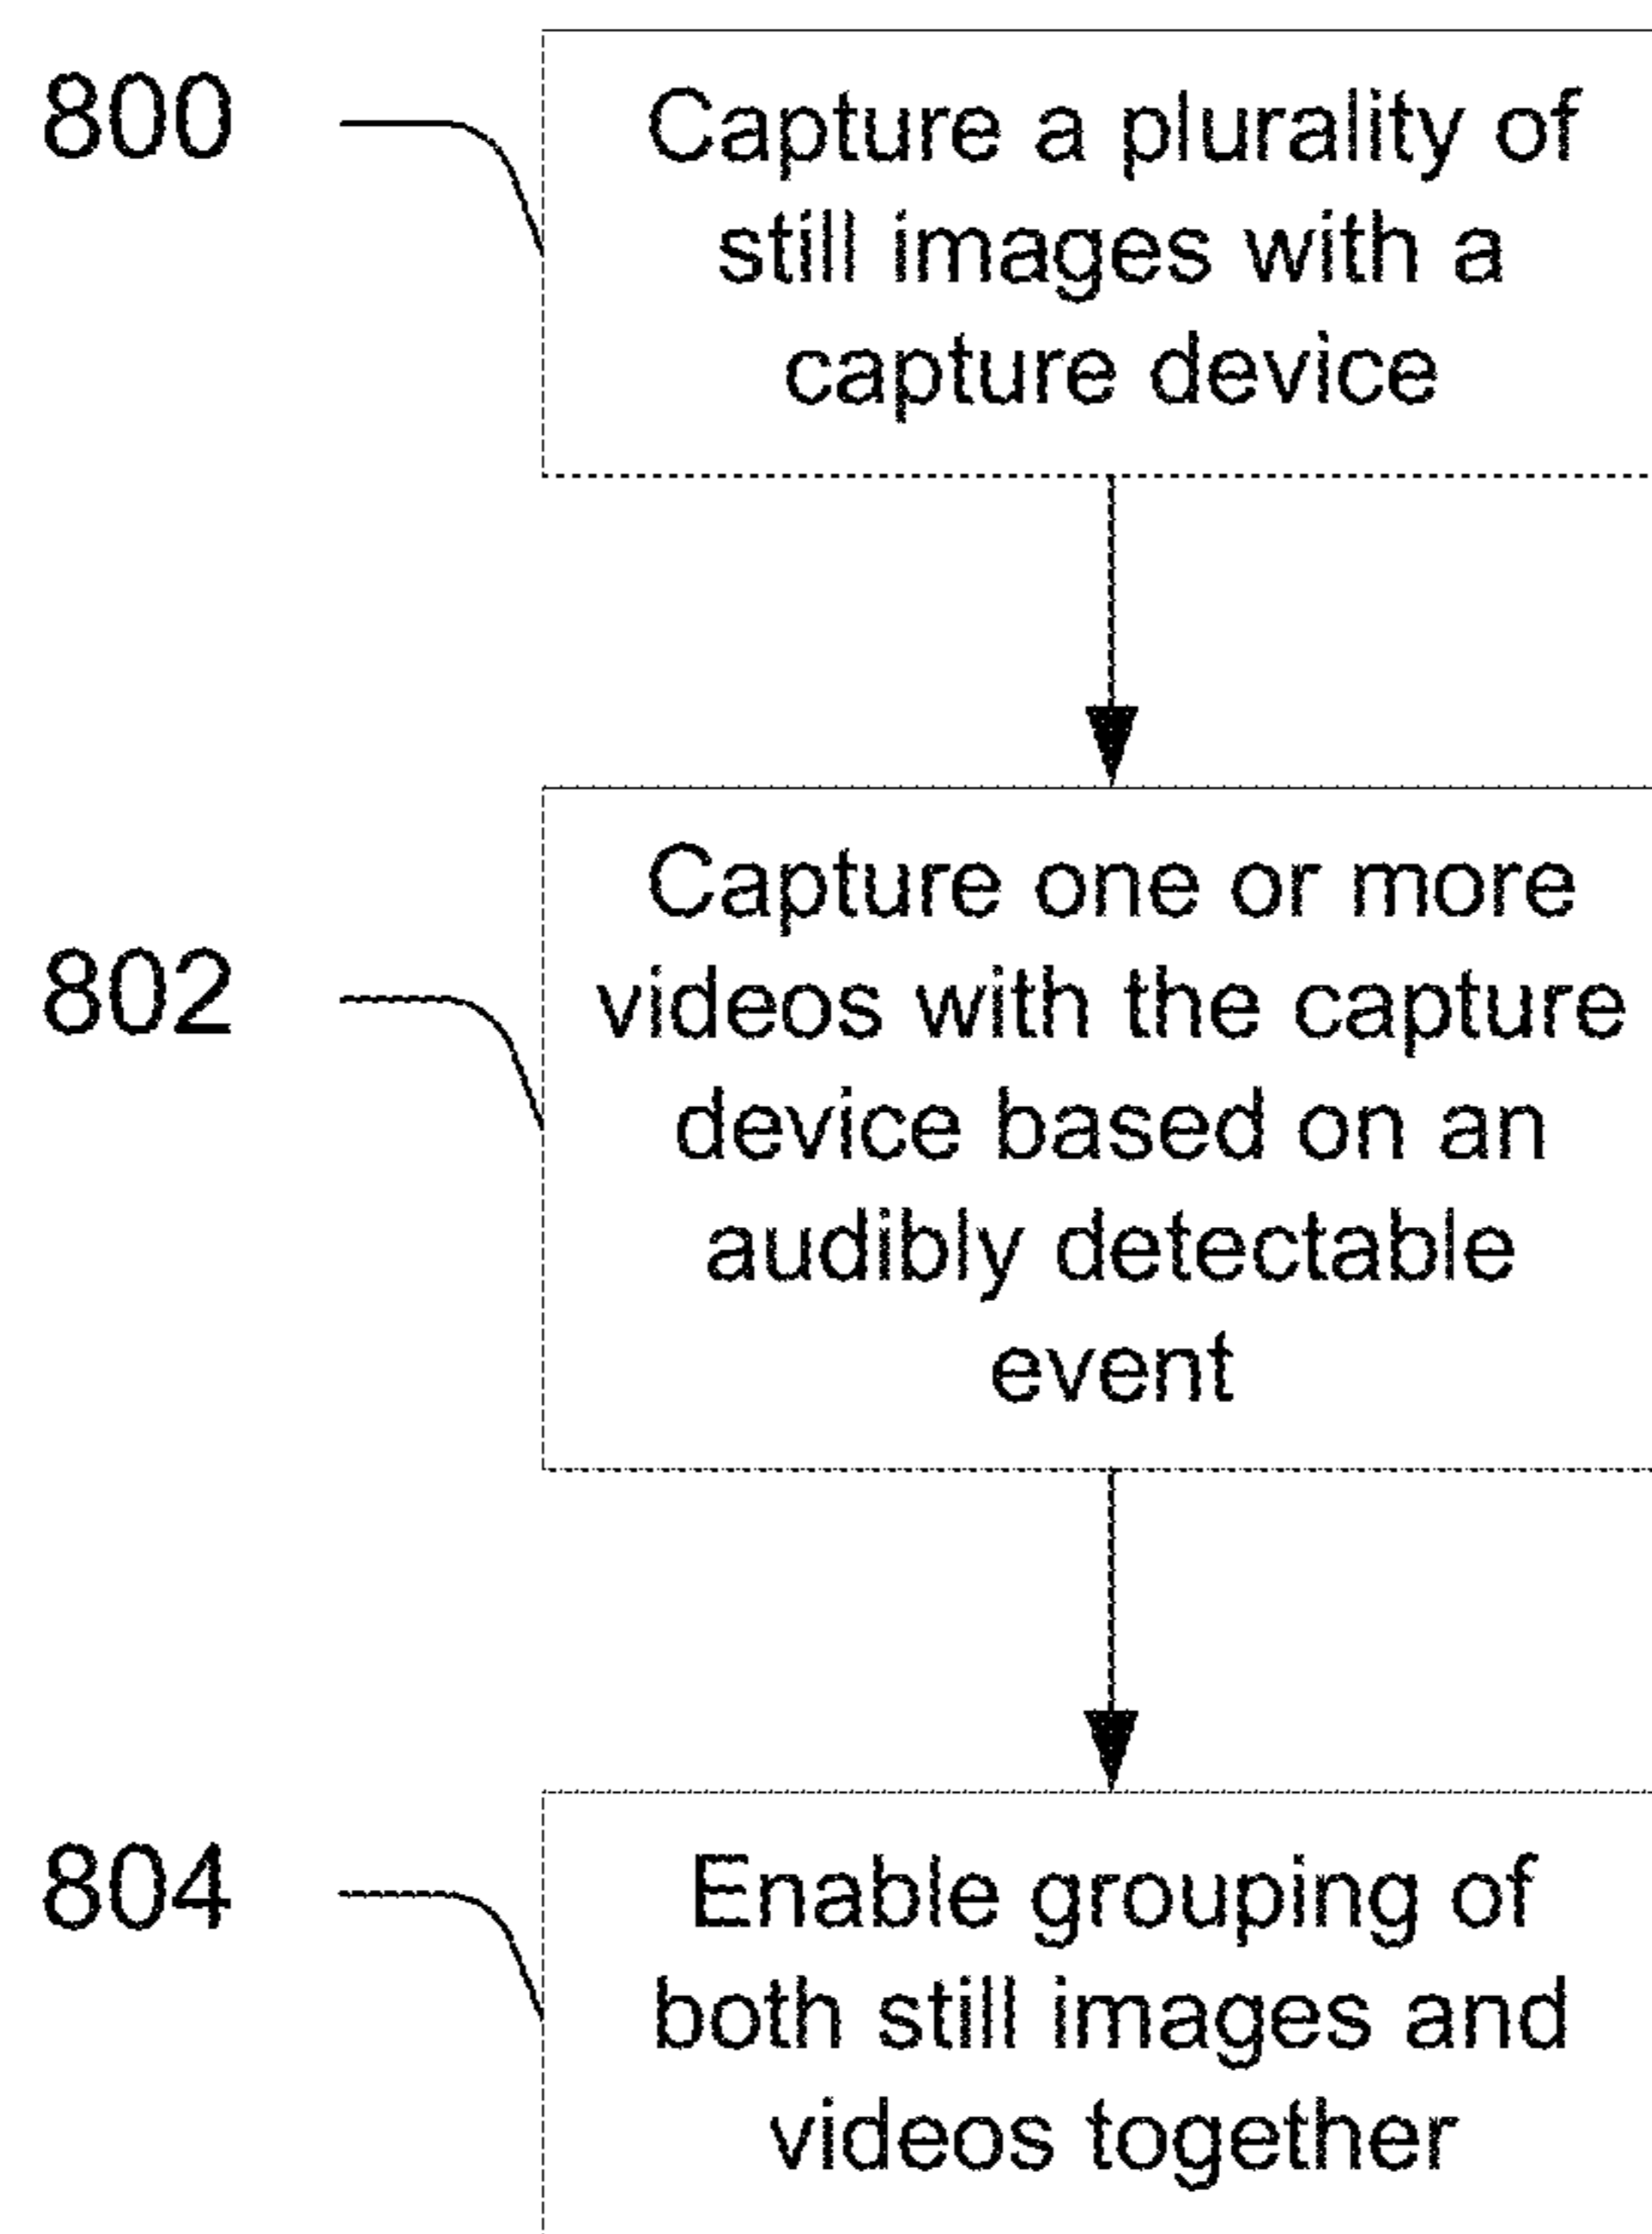 800
Capture a plurality of
still images with a
capture device
802
Capture one or more
videos with the capture
device based on an
audibly detectable
event
804
Enable grouping of
both still images and
videos together